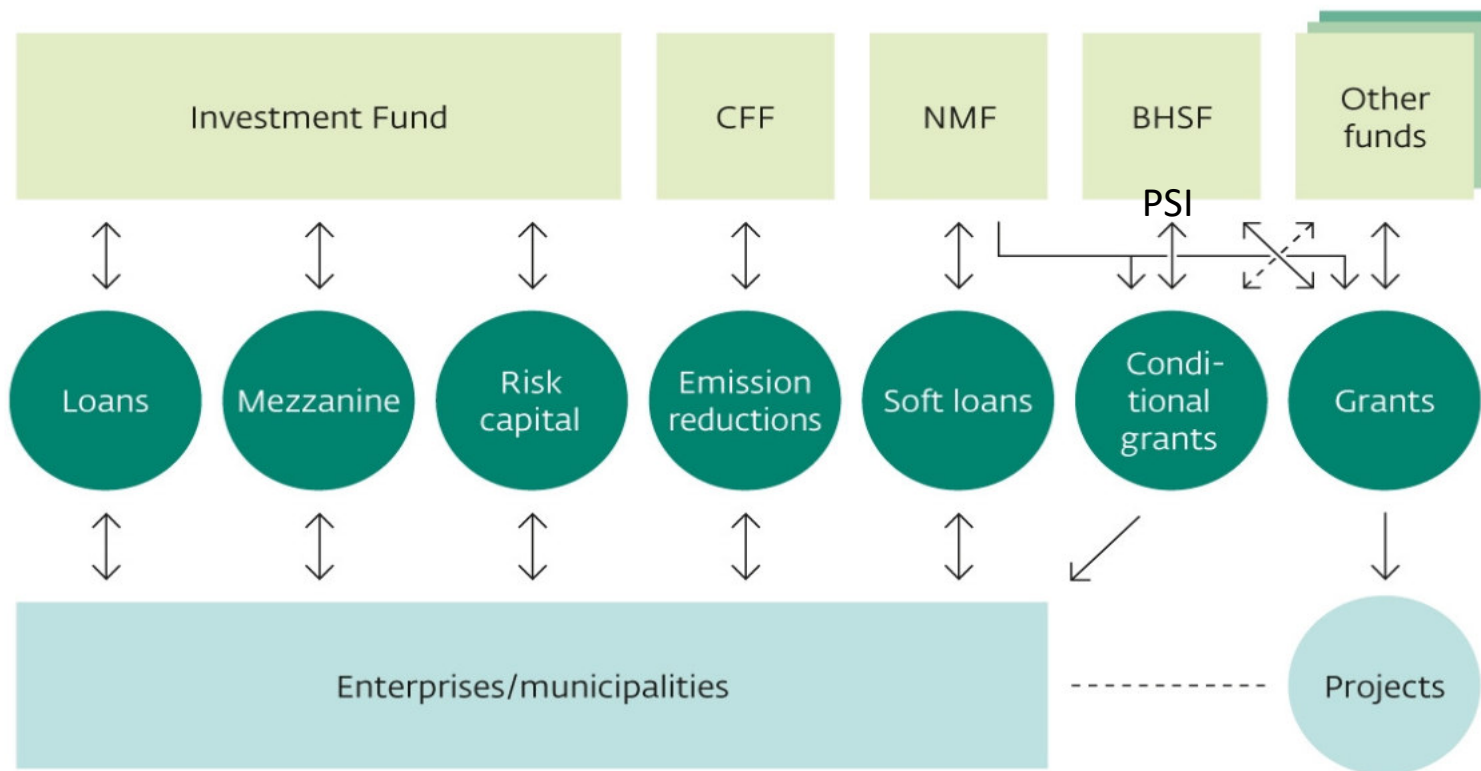 Investment Fund
CFF
NMF
BHSF
PSI
Other
funds
Loans
Mezzanine
Risk
capital
Emission
reductions
Soft loans
Condi-
tional
grants
Grants
Enterprises/municipalities
Projects